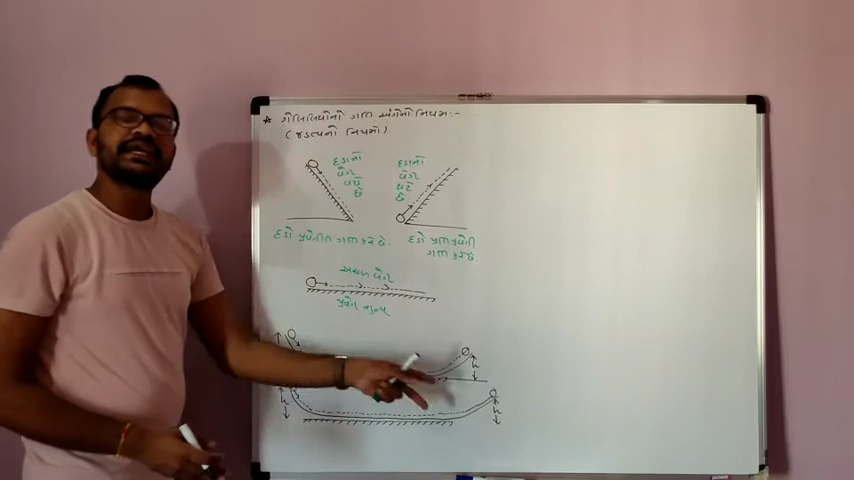 * ગેલિલિયોનો ગતિ અંગેનો નિયમ :-
(જડત્વનો નિયમ)
દડાનો
વેગ
વધે
છે
દડાનો
વેગ
ઘટે
છે.
દડો પ્રવેગીત ગતિ કરે છે.
દડો પ્રતિપ્રવેગી
ગતિ કરે છે.
અચળ વેગ
પ્રવેગ શુન્ય
h
h
h